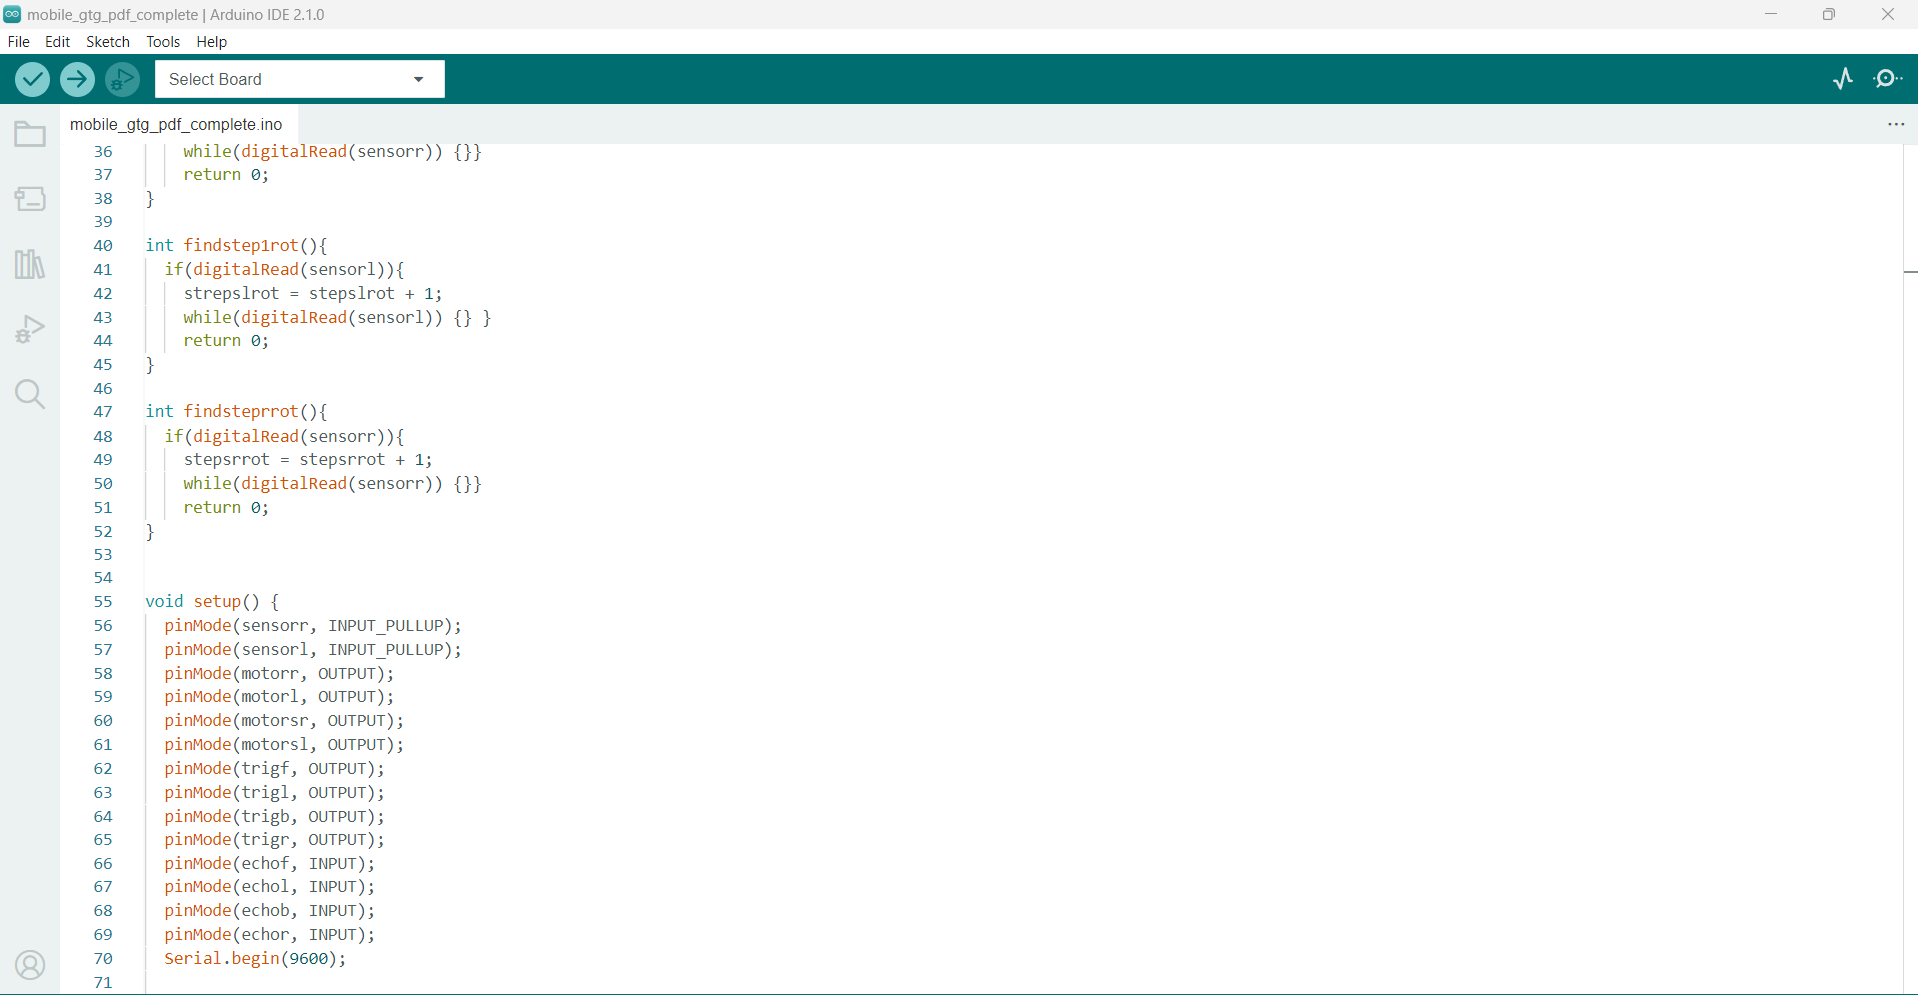 mobile_gtg_pdf_complete | Arduino IDE 2.1.0
File Edit Sketch Tools Help
Select Board
mobile_gtg_pdf_complete.ino
36 while(digitalRead(sensorr)) {}}
37 return 0;
38 }
39
40 int findstep1rot(){
41 if(digitalRead(sensorl)){
42 strepslrot = stepslrot + 1;
43 while(digitalRead(sensorl)) {} }
44 return 0;
45 }
46
47 int findsteprrot(){
48 if(digitalRead(sensorr)){
49 stepsrrot = stepsrrot + 1;
50 while(digitalRead(sensorr)) {}}
51 return 0;
52 }
53
54
55 void setup() {
56 pinMode(sensorr, INPUT_PULLUP);
57 pinMode(sensorl, INPUT_PULLUP);
58 pinMode(motorr, OUTPUT);
59 pinMode(motorl, OUTPUT);
60 pinMode(motorsr, OUTPUT);
61 pinMode(motorsl, OUTPUT);
62 pinMode(trigf, OUTPUT);
63 pinMode(trigl, OUTPUT);
64 pinMode(trigb, OUTPUT);
65 pinMode(trigr, OUTPUT);
66 pinMode(echof, INPUT);
67 pinMode(echol, INPUT);
68 pinMode(echob, INPUT);
69 pinMode(echor, INPUT);
70 Serial.begin(9600);
71